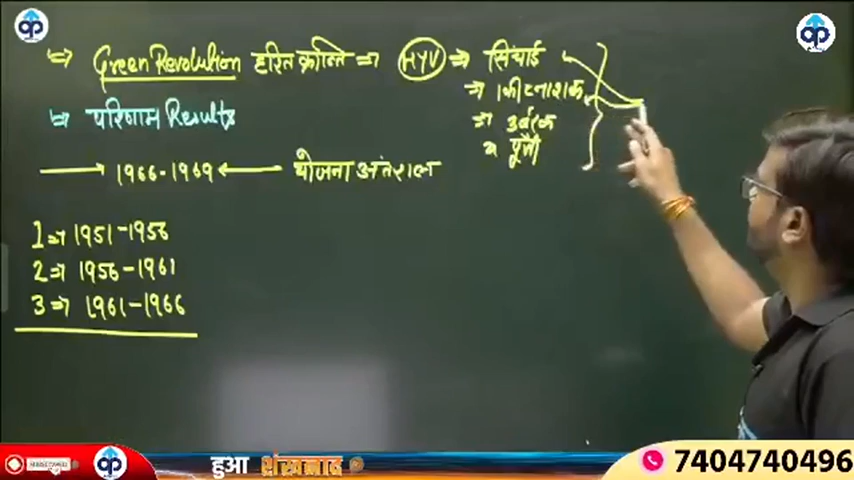 ⇒ Green Revolution हरित क्रान्ति ⇒ HYV ⇒ सिंचाई
⇒ कीटनाशक
⇒ उर्वरक
⇒ पूँजी
⇒ परिणाम Results
1966-1969 योजना अंतराल
1⇒ 1951-1956
2⇒ 1956-1961
3⇒ 1961-1966
हुआ शंखनाद
7404740496